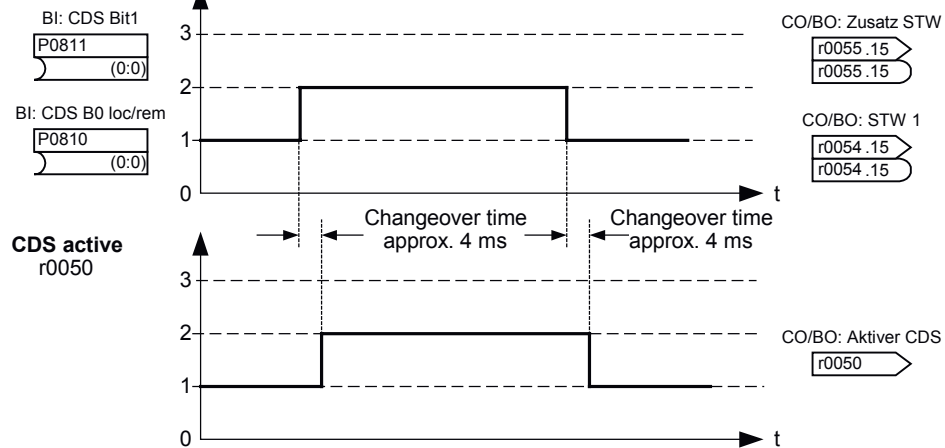 BI: CDS Bit1
P0811
(0:0)
BI: CDS B0 loc/rem
P0810
(0:0)
3
2
1
0
t
CO/BO: Zusatz STW
r0055 .15
r0055 .15
CO/BO: STW 1
r0054 .15
r0054 .15
Changeover time
approx. 4 ms
Changeover time
approx. 4 ms
CDS active
r0050
3
2
1
0
t
CO/BO: Aktiver CDS
r0050